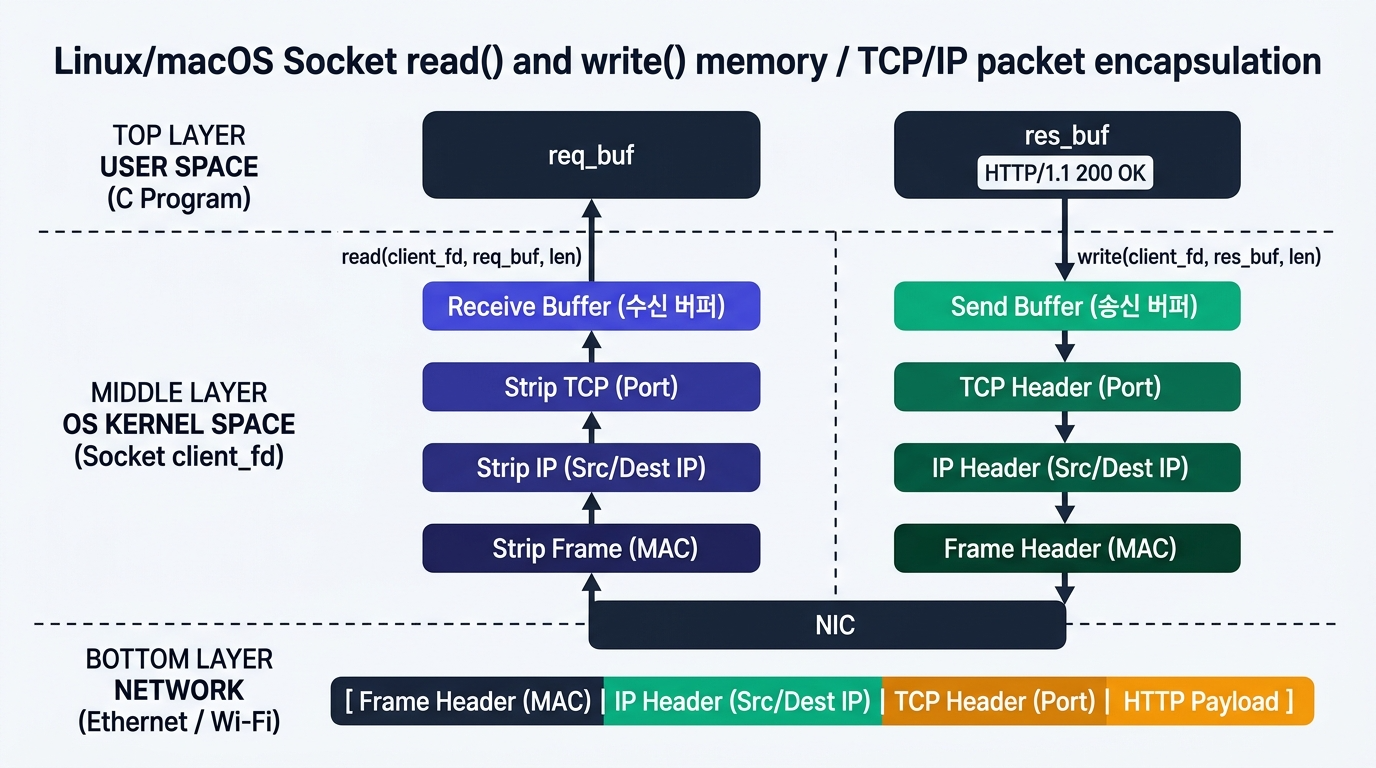 Linux/macOS Socket read() and write() memory / TCP/IP packet encapsulation
TOP LAYER
USER SPACE
(C Program)
req_buf
res_buf
HTTP/1.1 200 OK
read(client_fd, req_buf, len)
write(client_fd, res_buf, len)
MIDDLE LAYER
OS KERNEL SPACE
(Socket client_fd)
Receive Buffer (수신 버퍼)
Strip TCP (Port)
Strip IP (Src/Dest IP)
Strip Frame (MAC)
Send Buffer (송신 버퍼)
TCP Header (Port)
IP Header (Src/Dest IP)
Frame Header (MAC)
NIC
BOTTOM LAYER
NETWORK
(Ethernet / Wi-Fi)
[ Frame Header (MAC) | IP Header (Src/Dest IP) | TCP Header (Port) | HTTP Payload ]